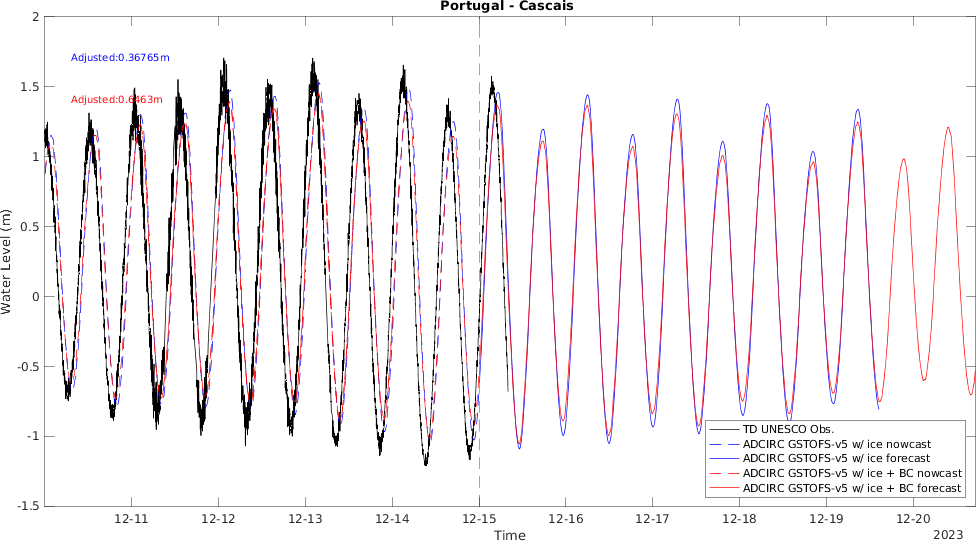 Portugal - Cascais
2
1.5
1
0.5
0
-0.5
-1
-1.5
Water Level (m)
Adjusted:0.36765m
Adjusted:0.6463m
TD UNESCO Obs.
ADCIRC GSTOFS-v5 w/ ice nowcast
ADCIRC GSTOFS-v5 w/ ice forecast
ADCIRC GSTOFS-v5 w/ ice + BC nowcast
ADCIRC GSTOFS-v5 w/ ice + BC forecast
12-11 12-12 12-13 12-14 12-15 12-16 12-17 12-18 12-19 12-20
Time
2023